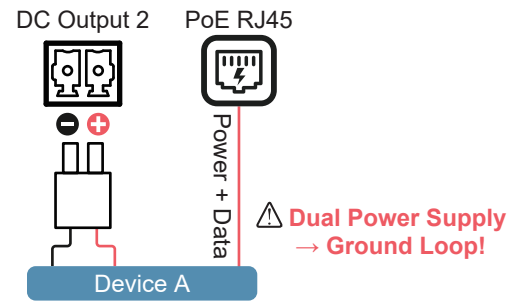 DC Output 2
PoE RJ45
Power + Data
⚠ Dual Power Supply
→ Ground Loop!
Device A